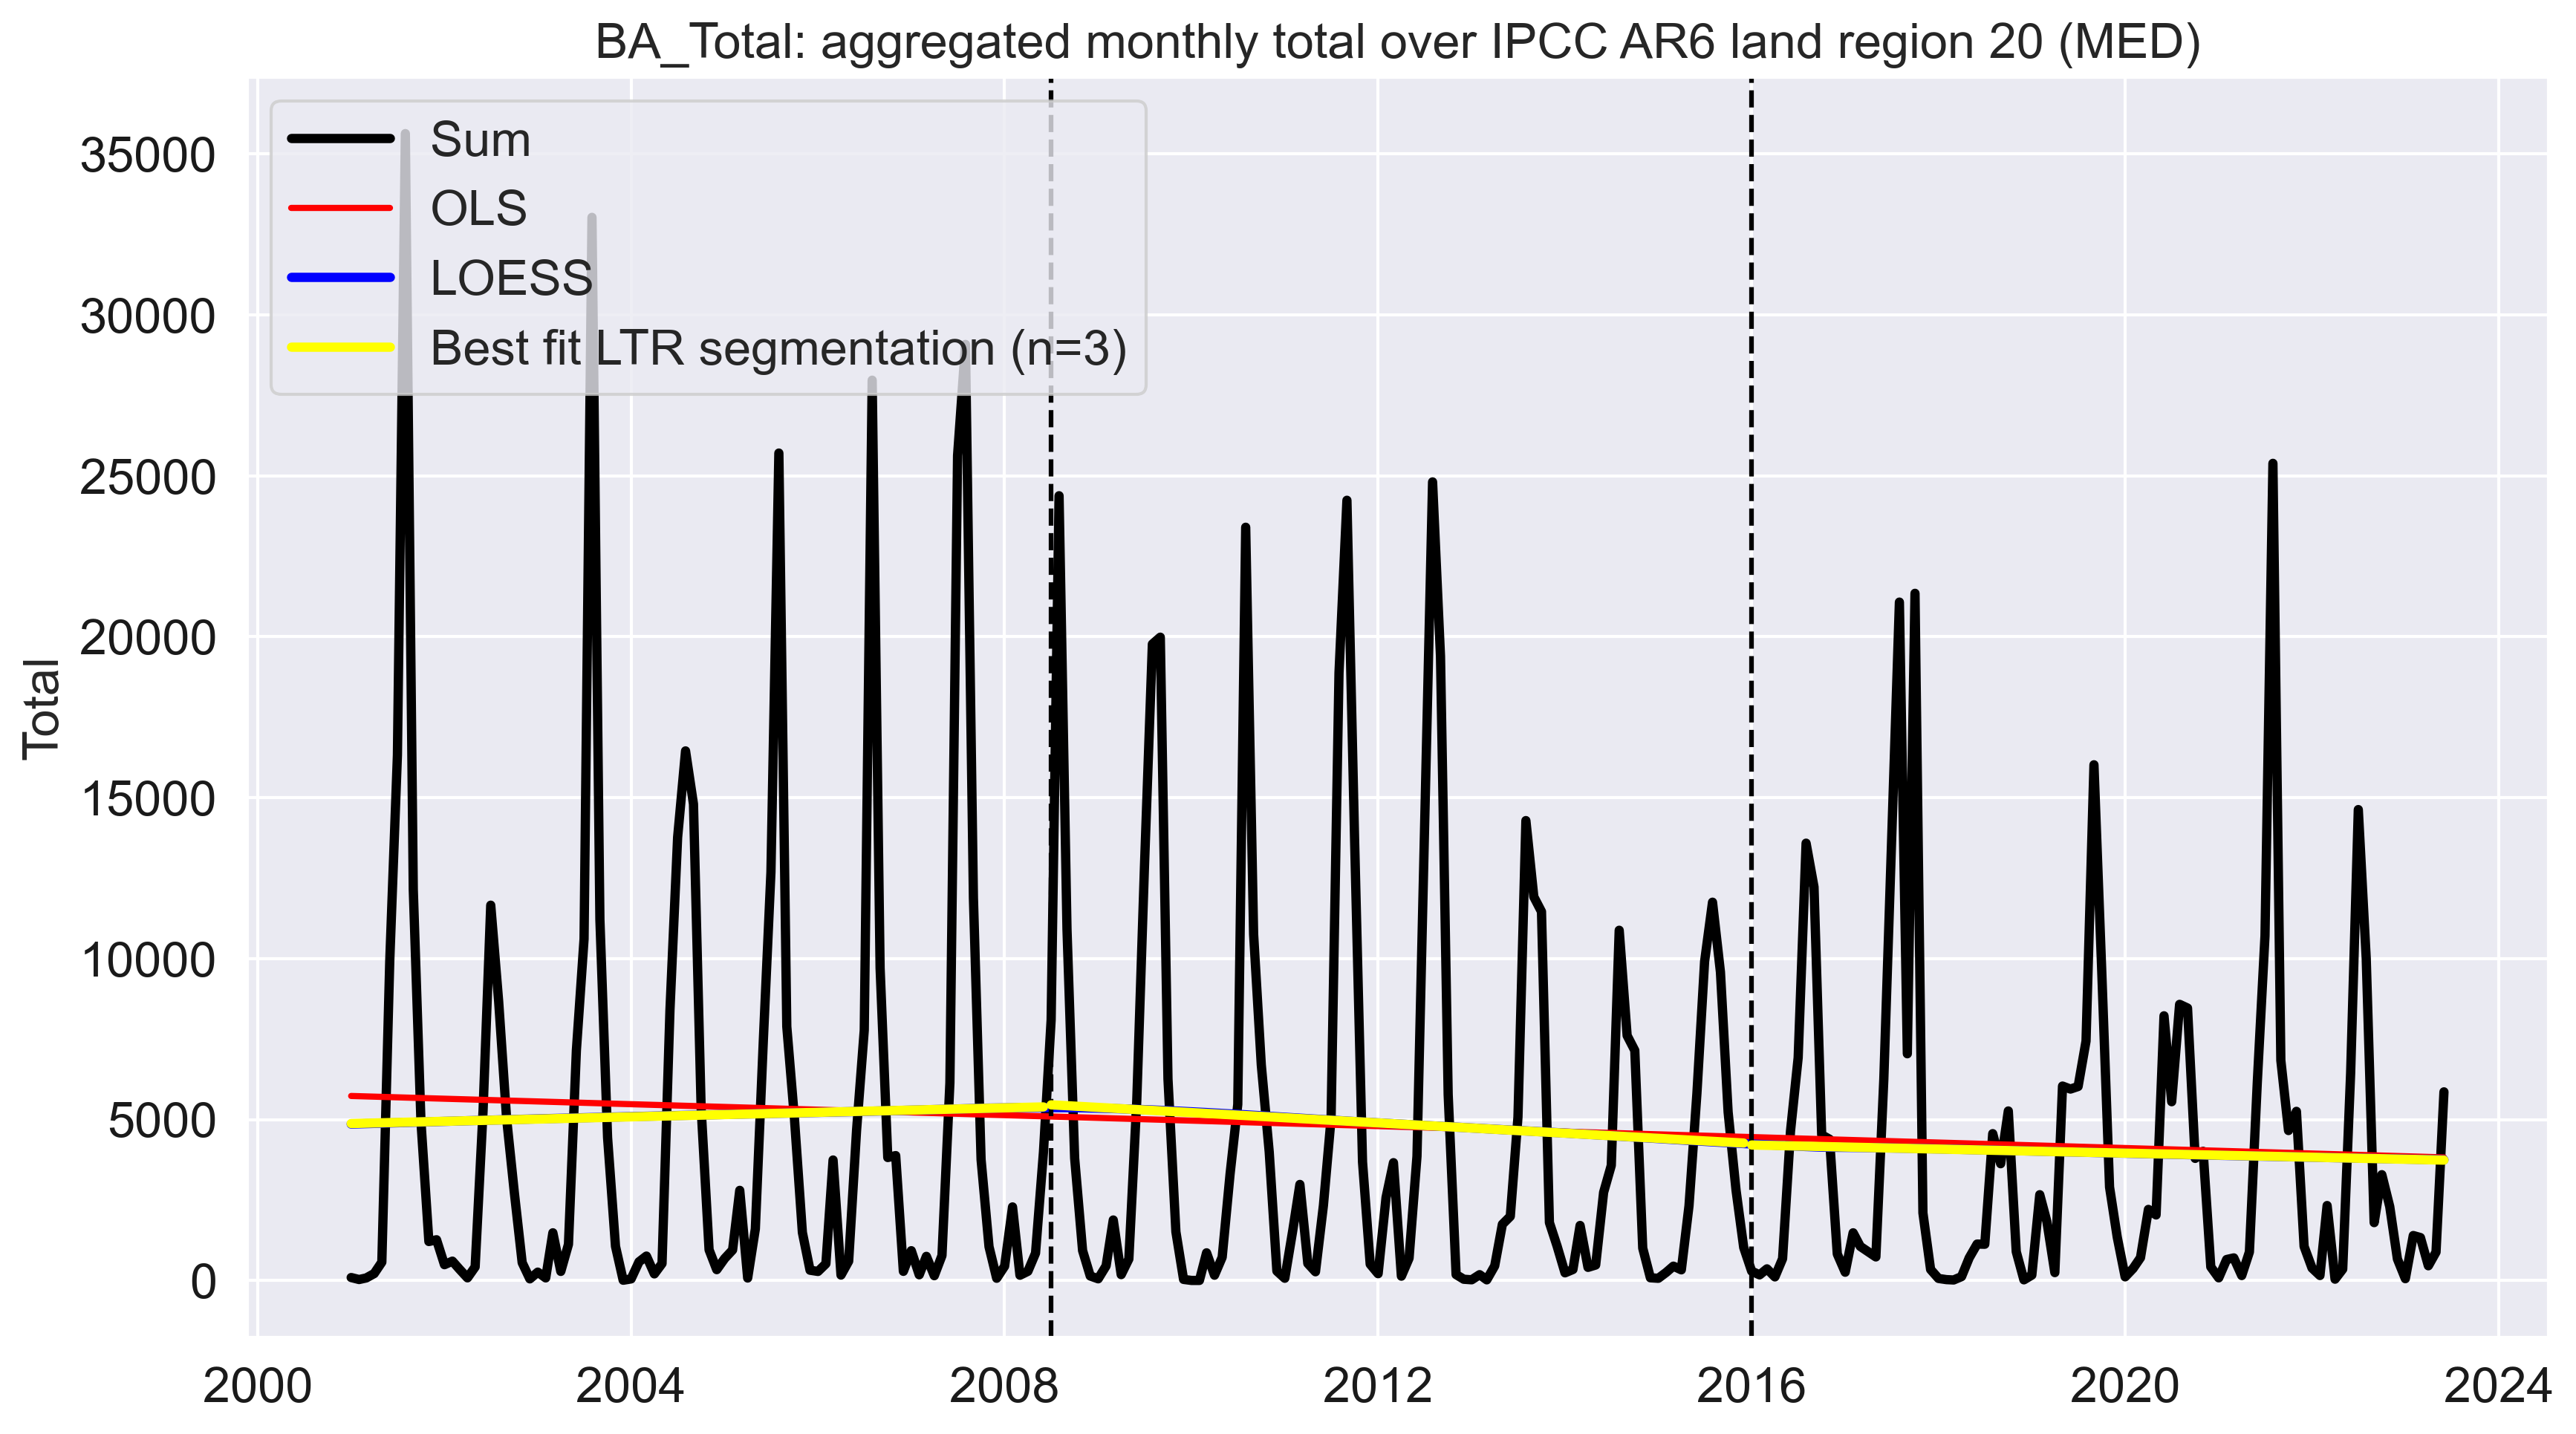 BA_Total: aggregated monthly total over IPCC AR6 land region 20 (MED)
Sum
OLS
LOESS
Best fit LTR segmentation (n=3)
Total
35000
30000
25000
20000
15000
10000
5000
0
2000 2004 2008 2012 2016 2020 2024